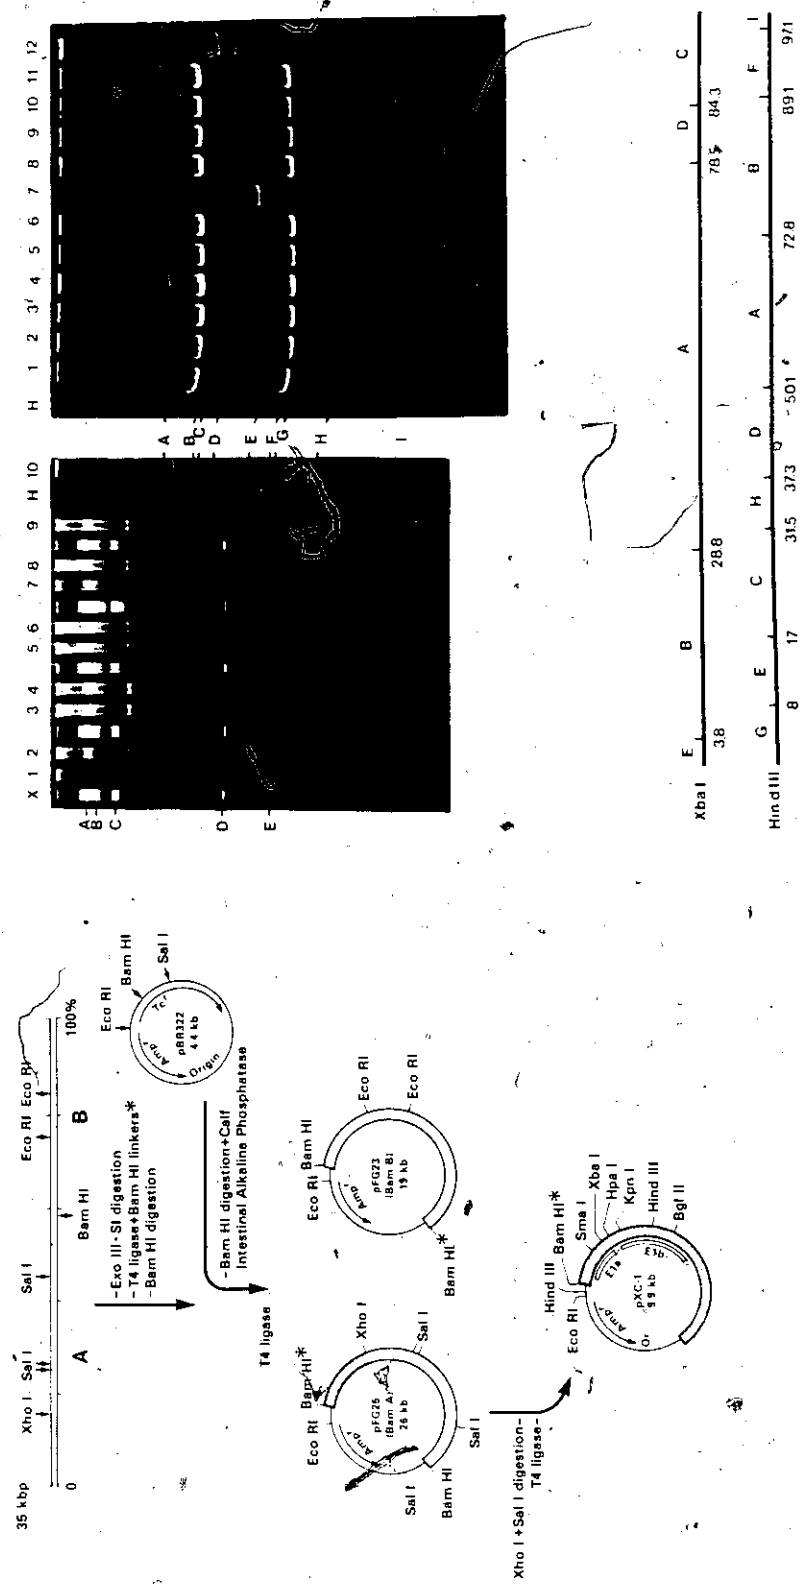 35 kbp
Xho I Sal I Sal I Eco RI Eco RI
Bam HI
0 A B 100%
-Exo III - SI digestion
-T4 ligase+Bam HI linkers*
-Bam HI digestion
Eco RI
Bam HI
Sal I
Amp r
Tc r
pBR322
4.4 kb
Origin
-Bam HI digestion+Calf
Intestinal Alkaline Phosphatase
T4 ligase
Eco RI
Bam HI*
Xho I
Sal I
Sal I
Bam HI
Sal I
Amp r
pFG26
(Bam A)
26 kb
Eco RI
Bam HI
Eco RI
Eco RI
Bam HI*
Amp r
pFG23
(Bam B)
19 kb
Xho I +Sal I digestion-
T4 ligase-
Eco RI
Hind III
Bam HI*
Sma I
Xba I
Hpa I
Kpn I
Hind III
Bgl II
E1a
E1b
Amp r
Or
pXC-1
9.9 kb
X 1 2 3 4 5 6 7 8 9 H 10
A
B
C
D
E
H 1 2 3 4 5 6 7 8 9 10 11 12
A
B
C
D
E
F
G
H
I
Xba I
E B A D C
3.8 28.8 78.5 84.3
Hind III
G E C H D A B F I
8 17 31.5 37.3 50.1 72.8 89.1 97.1